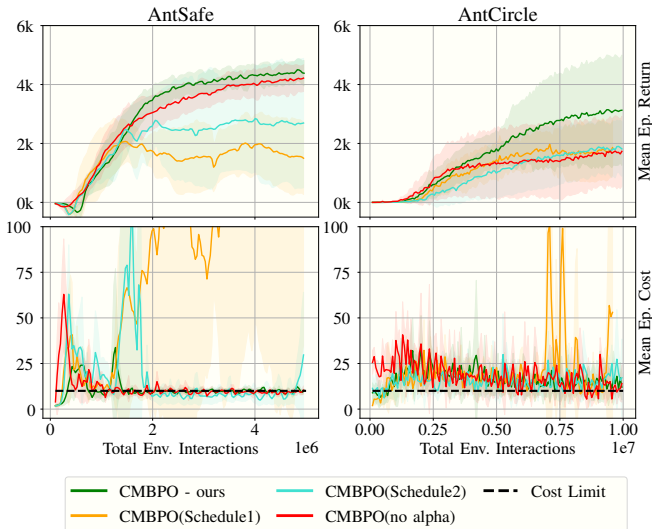 AntSafe AntCircle
6k 6k
4k 4k
2k 2k
0k 0k
Mean Ep. Return
100 100
75 75
50 50
25 25
0 0
Mean Ep. Cost
0 2 4 0.00 0.25 0.50 0.75 1.00
Total Env. Interactions 1e6 Total Env. Interactions 1e7
CMBPO - ours CMBPO(Schedule2) Cost Limit
CMBPO(Schedule1) CMBPO(no alpha)